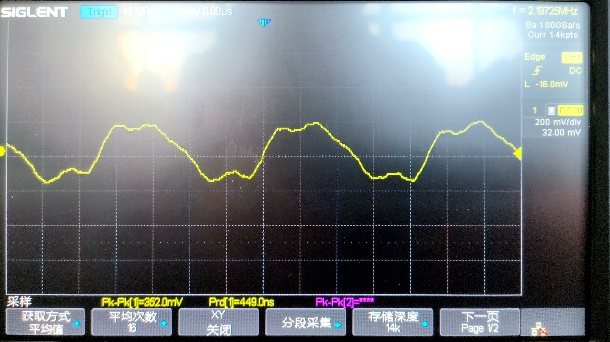 SIGLENT Trig'd f = 2.19725MHz
Sa 1.00GSa/s
Curr 1.4kpts
Edge
DC
L -16.0mV
1
200 mV/div
32.00 mV
采样 Pk-Pk[1]=352.0mV Prd[1]=449.0ns Pk-Pk[2]=****
获取方式 平均次数 XY 分段采集 存储深度 下一页
平均值 16 关闭 14k Page 1/2